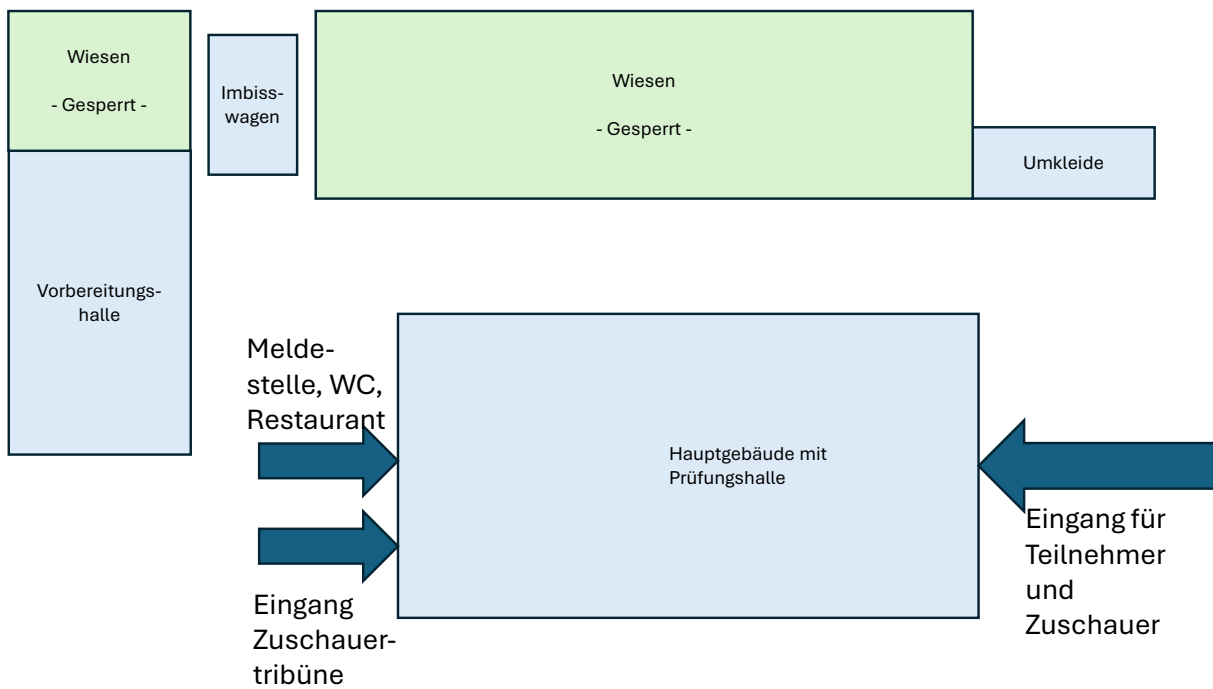 Wiesen
- Gesperrt -
Imbiss-
wagen
Wiesen
- Gesperrt -
Umkleide
Vorbereitungs-
halle
Melde-
stelle, WC,
Restaurant
Hauptgebäude mit
Prüfungshalle
Eingang für
Teilnehmer
und
Zuschauer
Eingang
Zuschauer-
tribüne